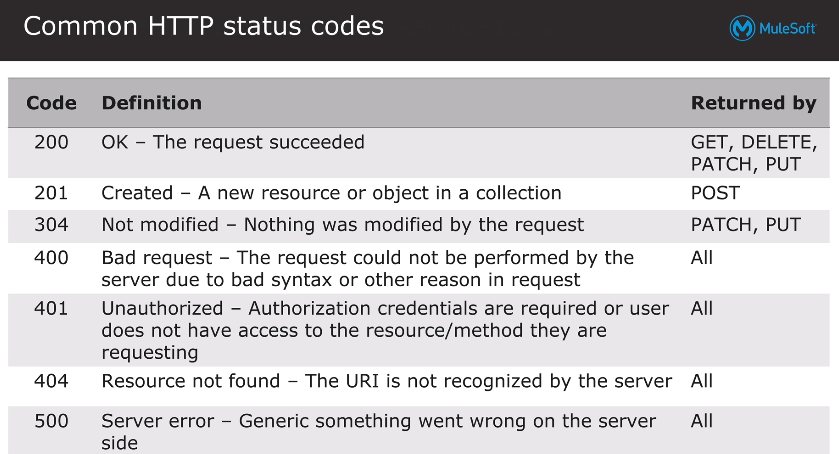 Common HTTP status codes
MuleSoft
Code Definition Returned by
200 OK – The request succeeded GET, DELETE,
PATCH, PUT
201 Created – A new resource or object in a collection POST
304 Not modified – Nothing was modified by the request PATCH, PUT
400 Bad request – The request could not be performed by the All
server due to bad syntax or other reason in request
401 Unauthorized – Authorization credentials are required or user All
does not have access to the resource/method they are
requesting
404 Resource not found – The URI is not recognized by the server All
500 Server error – Generic something went wrong on the server All
side